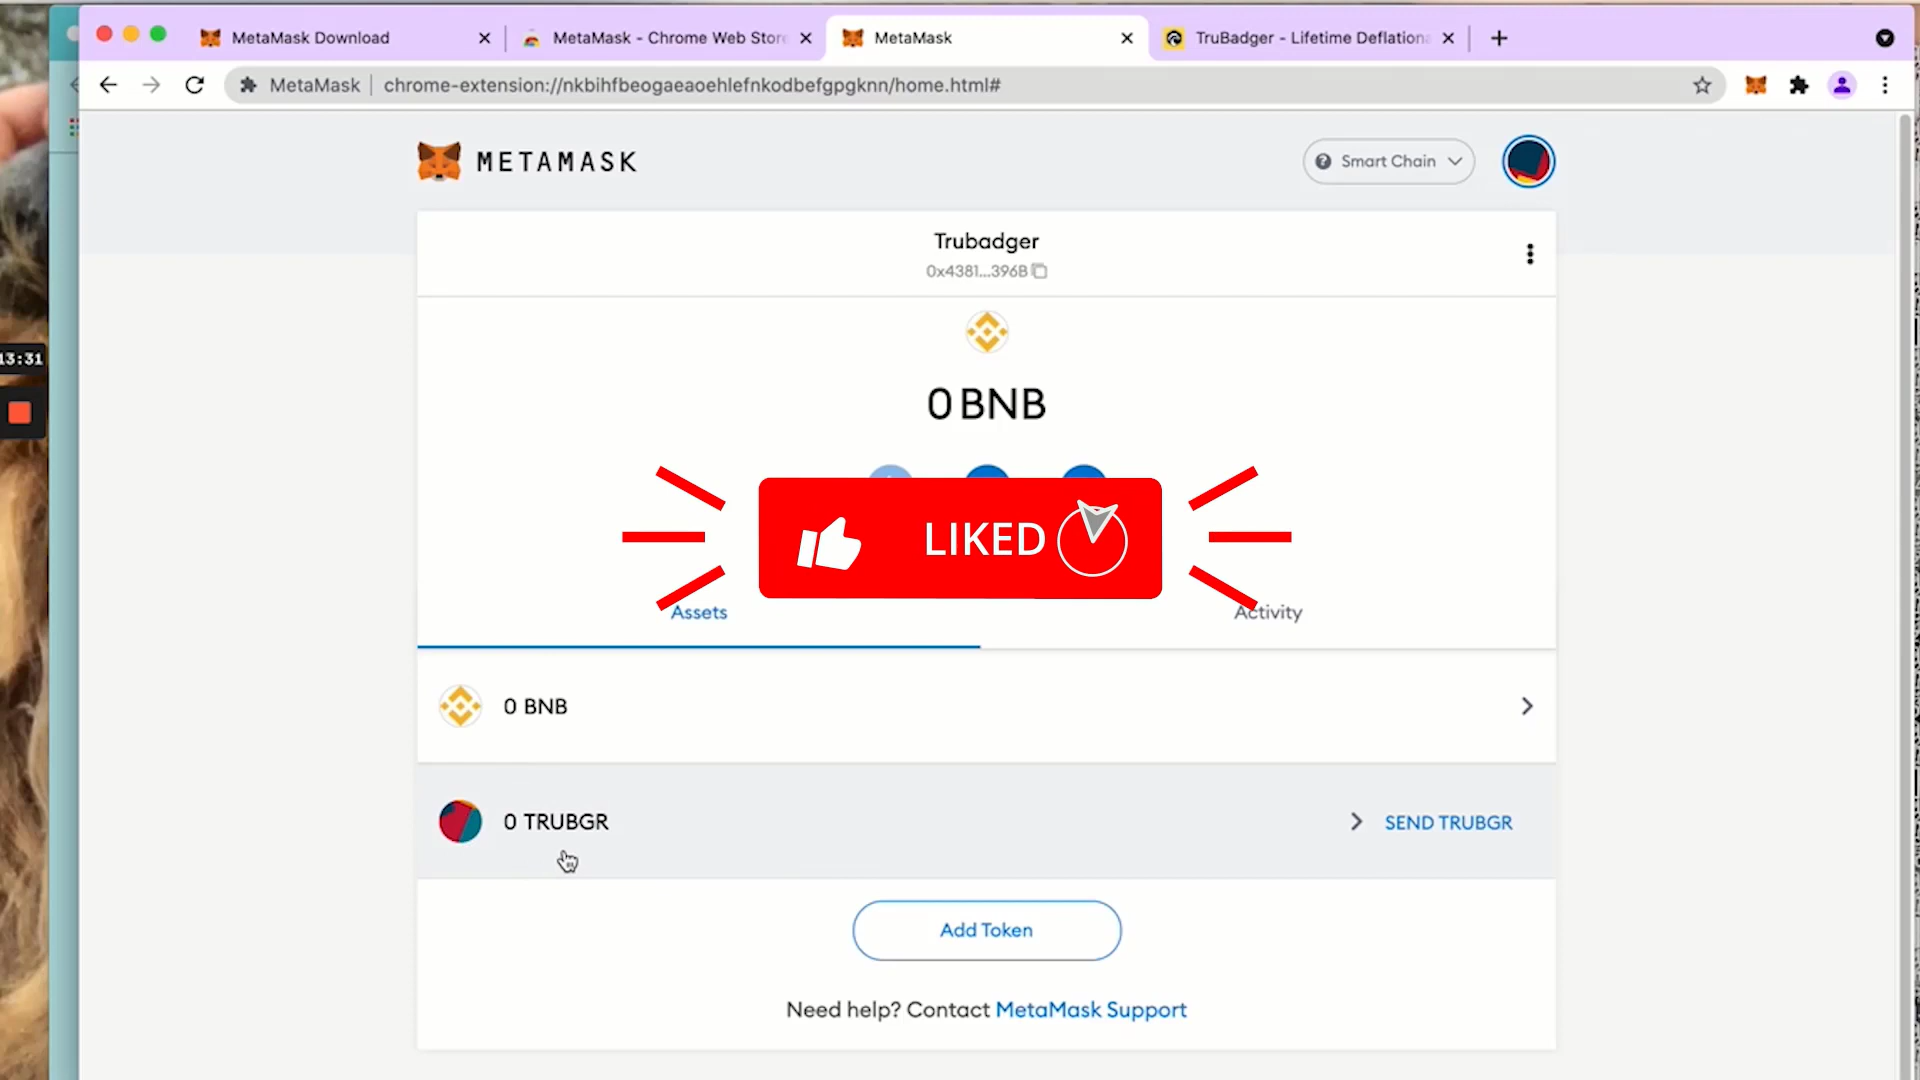 MetaMask Download
MetaMask - Chrome Web Store
MetaMask
TruBadger - Lifetime Deflationa
MetaMask
chrome-extension://nkbihfbeogaeaoehlefnkodbefgpgknn/home.html#
METAMASK
Smart Chain
Trubadger
0x4381...396B
13:31
0 BNB
LIKED
Assets
Activity
0 BNB
0 TRUBGR
SEND TRUBGR
Add Token
Need help? Contact MetaMask Support